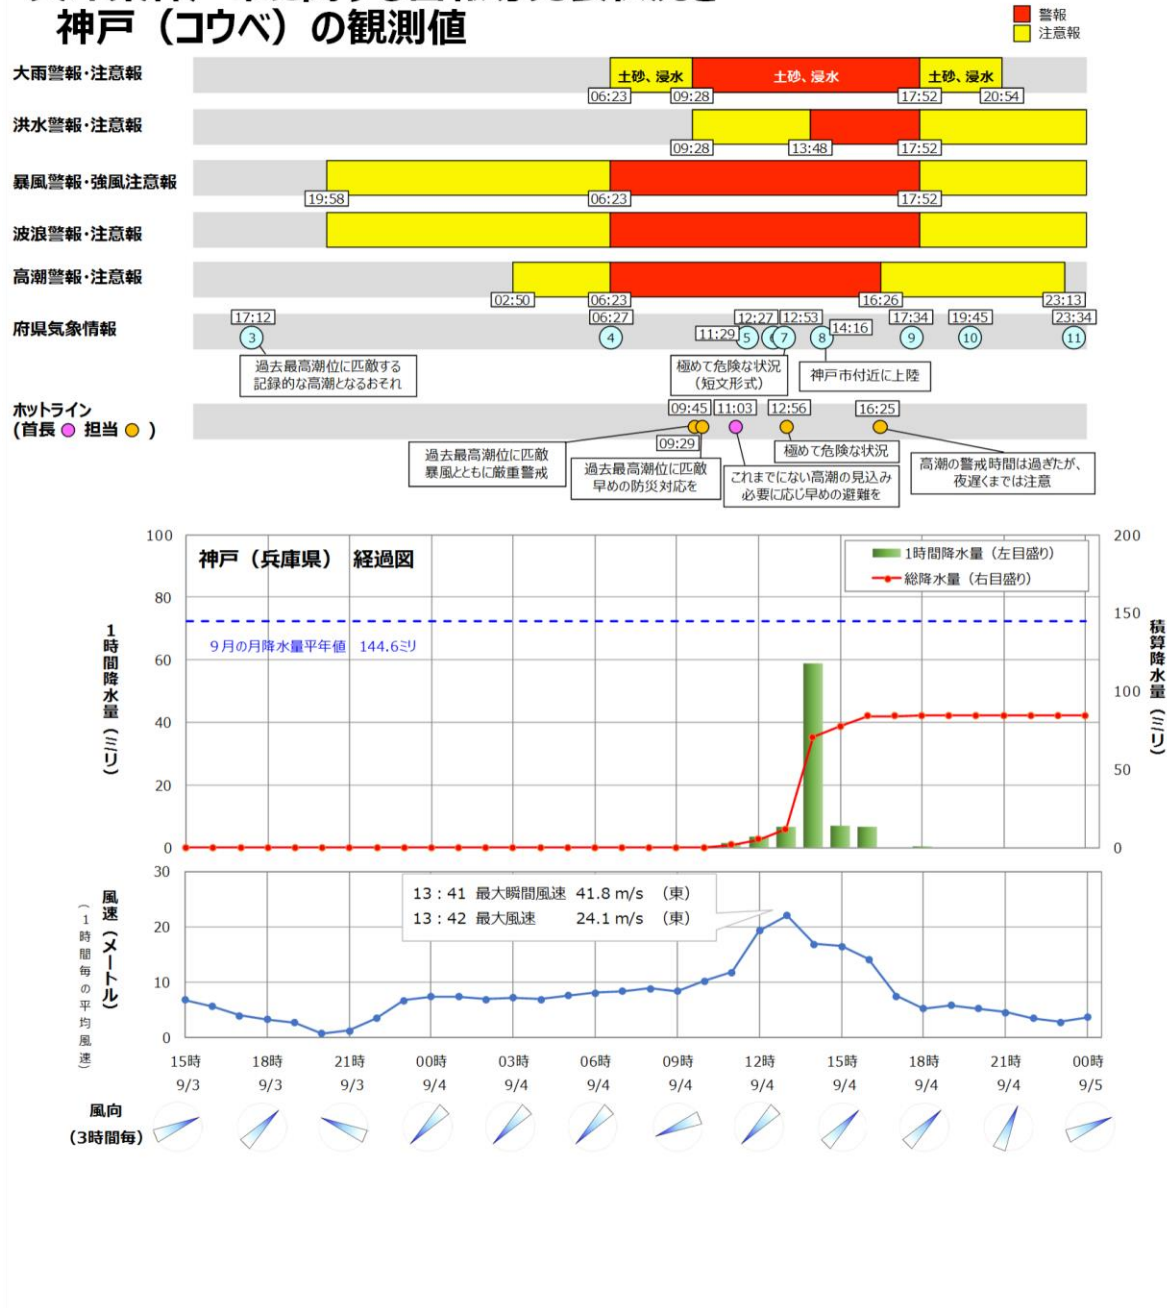 神戸（コウベ）の観測値
警報
注意報
大雨警報・注意報
土砂、浸水 土砂、浸水 土砂、浸水
06:23 09:28 17:52 20:54
洪水警報・注意報
09:28 13:48 17:52
暴風警報・強風注意報
19:58 06:23 17:52
波浪警報・注意報
高潮警報・注意報
02:50 06:23 16:26 23:13
府県気象情報
17:12 06:27 11:29 12:27 12:53 14:16 17:34 19:45 23:34
3 4 5 6 7 8 9 10 11
過去最高潮位に匹敵する
記録的な高潮となるおそれ
極めて危険な状況
（短文形式）
神戸市付近に上陸
ホットライン
(首長 担当 )
09:45 11:03 12:56 16:25
09:29
過去最高潮位に匹敵
暴風とともに厳重警戒
過去最高潮位に匹敵
早めの防災対応を
これまでにない高潮の見込み
必要に応じ早めの避難を
極めて危険な状況
高潮の警戒時間は過ぎたが、
夜遅くまでは注意
神戸（兵庫県） 経過図
1時間降水量（左目盛り）
総降水量（右目盛り）
9月の月降水量平年値 144.6ミリ
1時間降水量（ミリ）
100
80
60
40
20
0
積算降水量（ミリ）
200
150
100
50
0
風速（メートル）
（1時間毎の平均風速）
30
20
10
0
13：41 最大瞬間風速 41.8 m/s （東）
13：42 最大風速 24.1 m/s （東）
15時 18時 21時 00時 03時 06時 09時 12時 15時 18時 21時 00時
9/3 9/3 9/3 9/4 9/4 9/4 9/4 9/4 9/4 9/4 9/4 9/5
風向
(3時間毎)